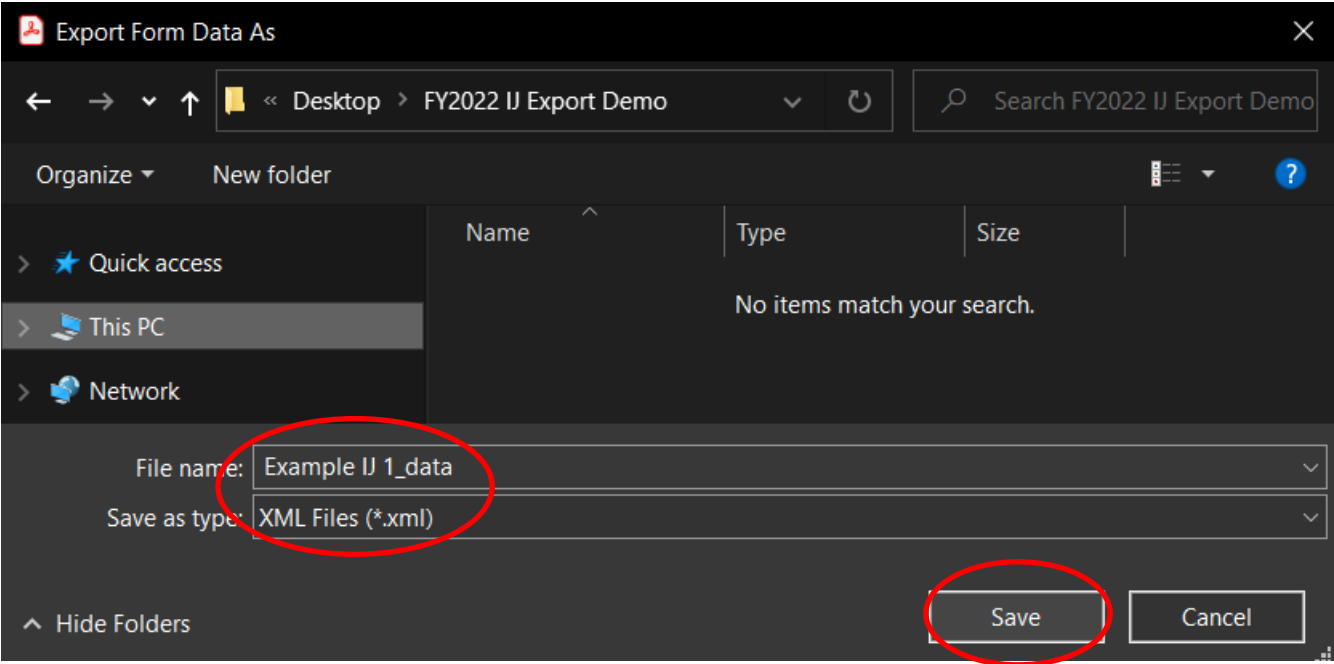 Export Form Data As
« Desktop > FY2022 IJ Export Demo
Search FY2022 IJ Export Demo
Organize
New folder
?
Name
Type
Size
Quick access
No items match your search.
This PC
Network
File name: Example IJ 1_data
Save as type: XML Files (*.xml)
Hide Folders
Save
Cancel